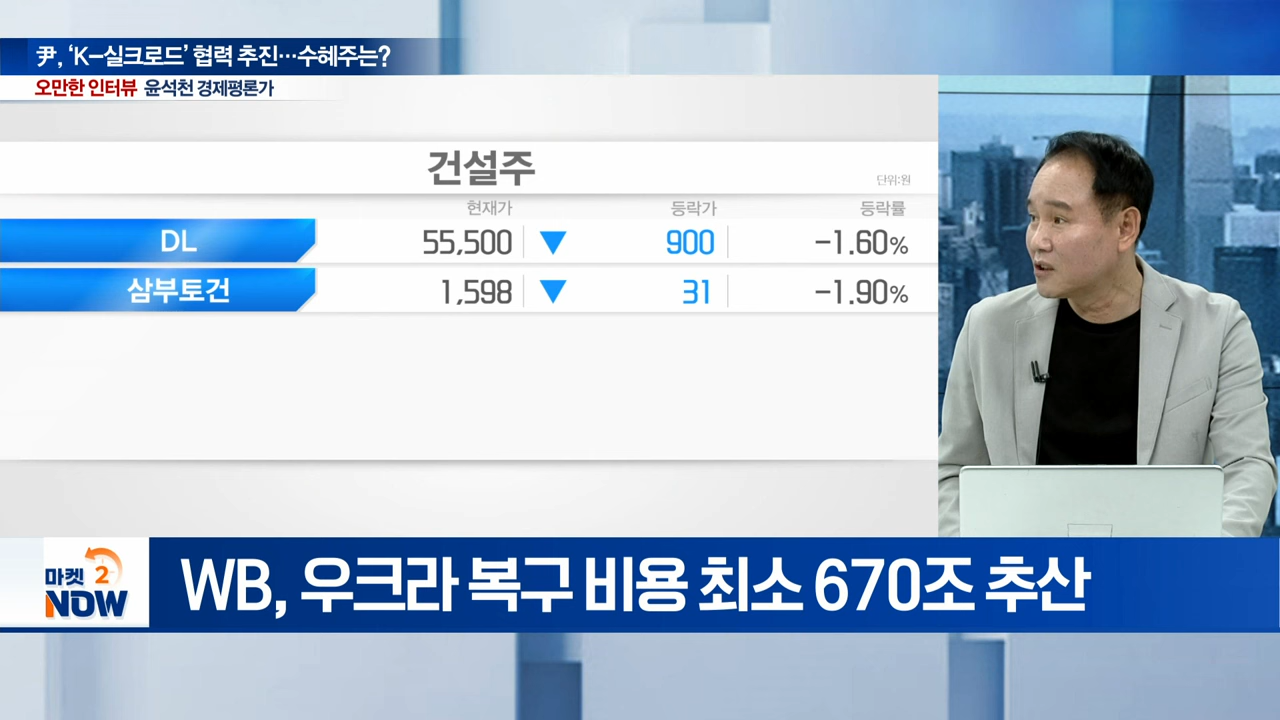 尹, ‘K-실크로드’ 협력 추진…수혜주는?
오만한 인터뷰 윤석천 경제평론가
건설주
단위:원
현재가 등락가 등락률
DL 55,500 ▼ 900 -1.60%
삼부토건 1,598 ▼ 31 -1.90%
마켓 2
NOW
WB, 우크라 복구 비용 최소 670조 추산